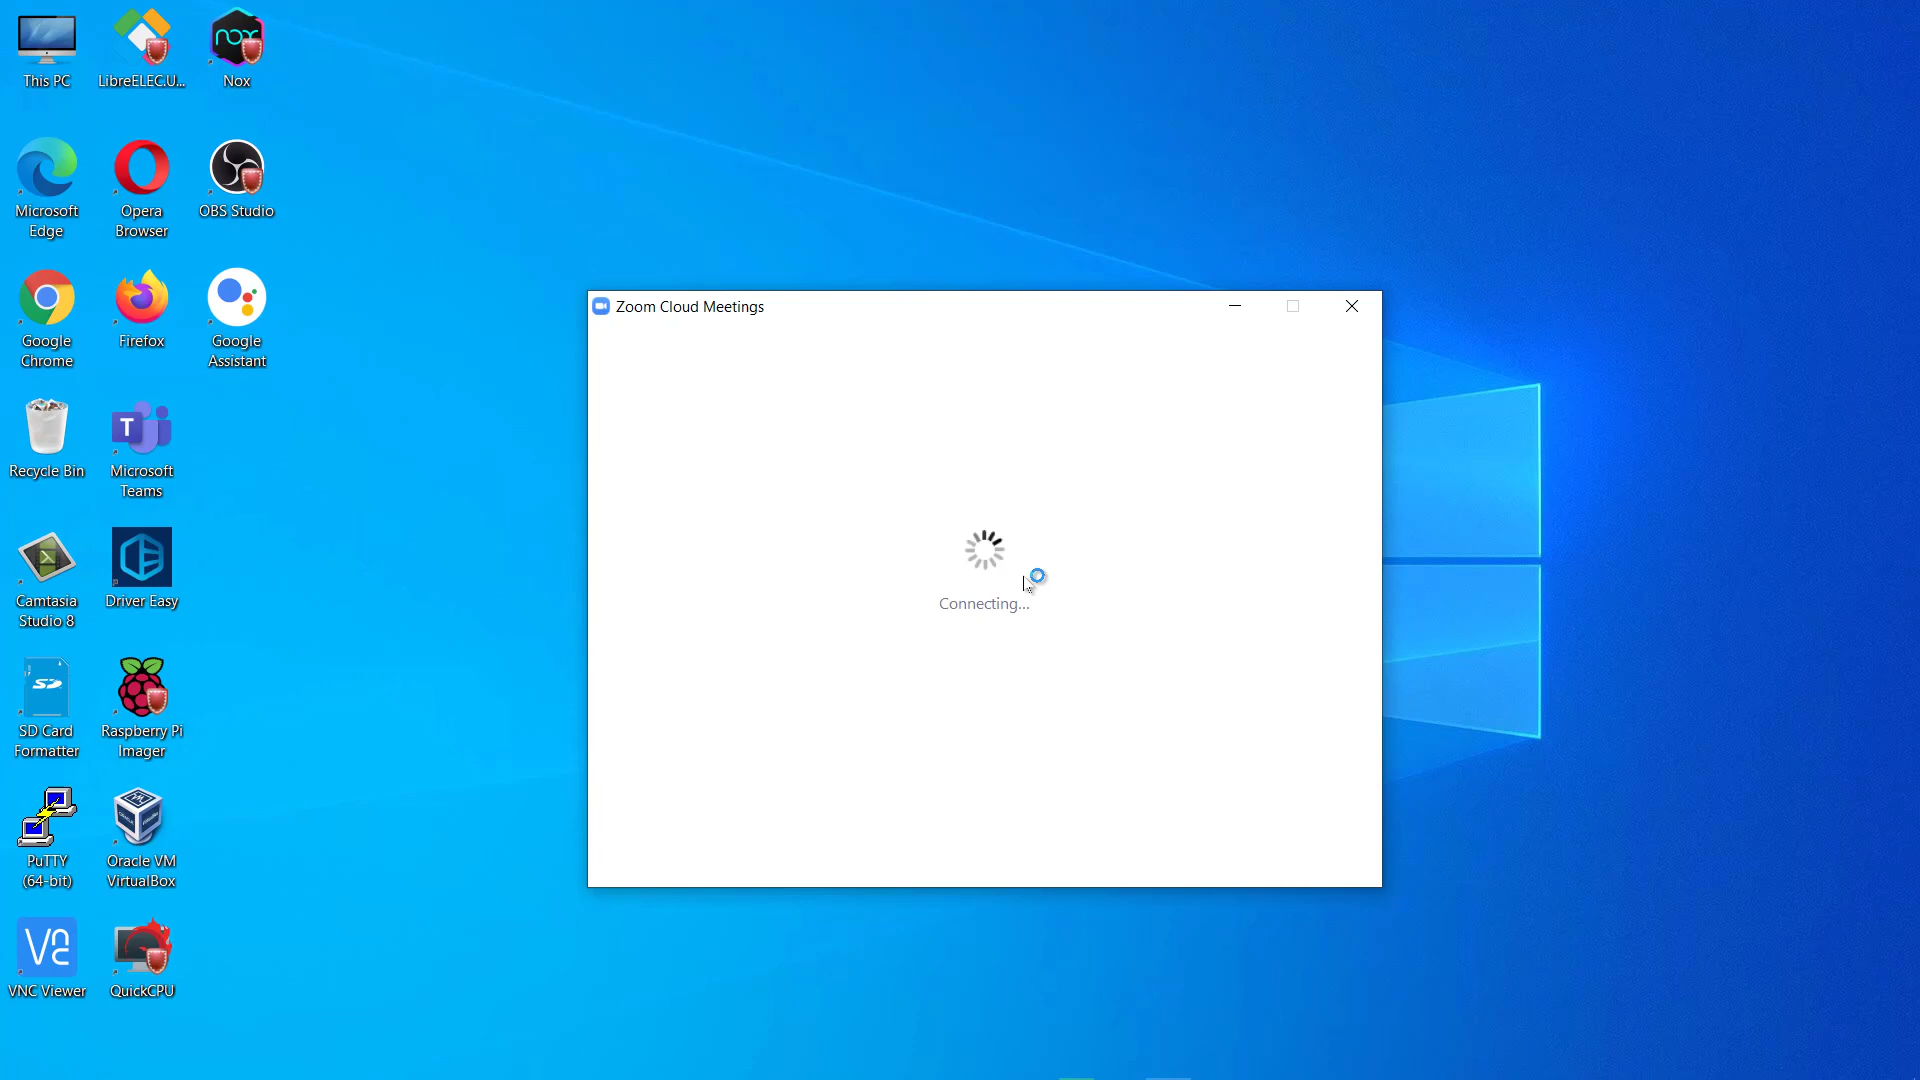 This PC
LibreELEC.U...
nox
Nox
Microsoft
Edge
Opera
Browser
OBS Studio
Google
Chrome
Firefox
Google
Assistant
Recycle Bin
T
Microsoft
Teams
Camtasia
Studio 8
Driver Easy
SD
SD Card
Formatter
Raspberry Pi
Imager
PuTTY
(64-bit)
Oracle VM
VirtualBox
VNC Viewer
QuickCPU
Zoom Cloud Meetings
Connecting...